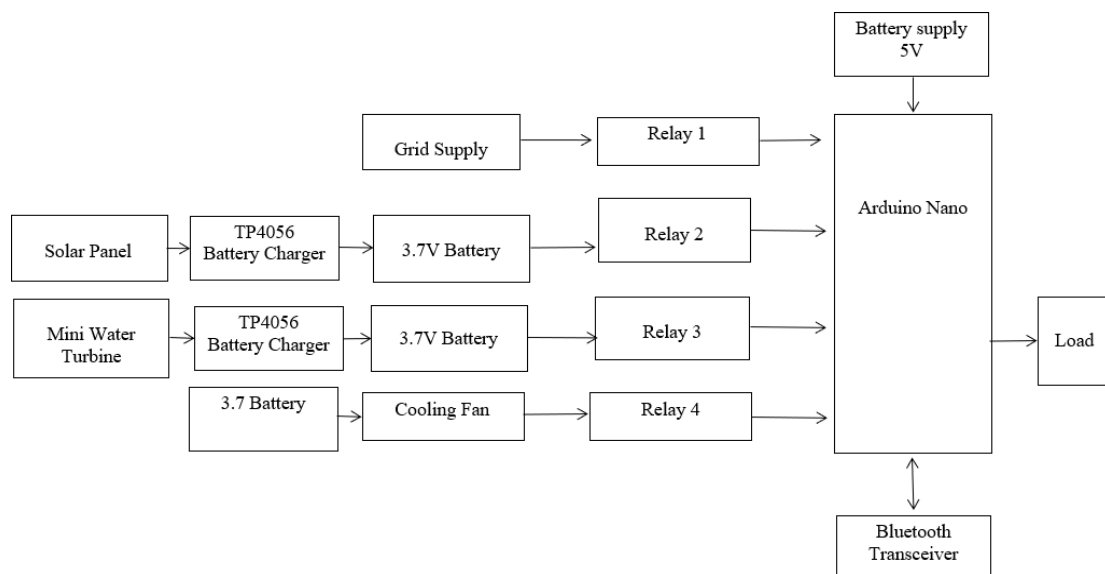 Battery supply
5V
Grid Supply
Relay 1
Arduino Nano
Solar Panel
TP4056
Battery Charger
3.7V Battery
Relay 2
Mini Water
Turbine
TP4056
Battery Charger
3.7V Battery
Relay 3
Load
3.7 Battery
Cooling Fan
Relay 4
Bluetooth
Transceiver